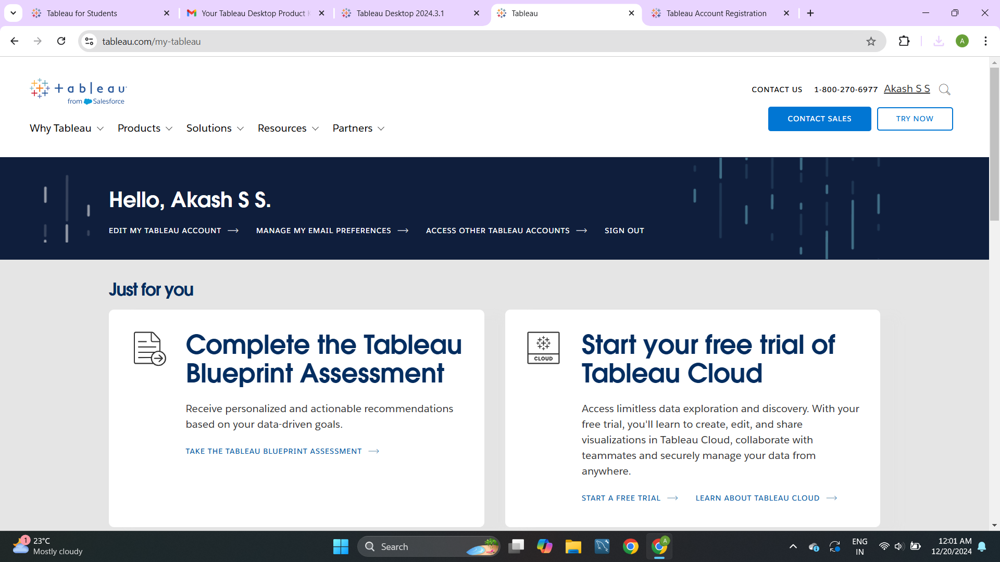 Tableau for Students
Your Tableau Desktop Product K
Tableau Desktop 2024.3.1
Tableau
Tableau Account Registration
tableau.com/my-tableau
A
+ a b l e a u
from Salesforce
CONTACT US
1-800-270-6977
Akash S S
CONTACT SALES
TRY NOW
Why Tableau
Products
Solutions
Resources
Partners
Hello, Akash S S.
EDIT MY TABLEAU ACCOUNT
MANAGE MY EMAIL PREFERENCES
ACCESS OTHER TABLEAU ACCOUNTS
SIGN OUT
Just for you
Complete the Tableau
Blueprint Assessment
Receive personalized and actionable recommendations
based on your data-driven goals.
TAKE THE TABLEAU BLUEPRINT ASSESSMENT
CLOUD
Start your free trial of
Tableau Cloud
Access limitless data exploration and discovery. With your
free trial, you'll learn to create, edit, and share
visualizations in Tableau Cloud, collaborate with
teammates and securely manage your data from
anywhere.
START A FREE TRIAL
LEARN ABOUT TABLEAU CLOUD
1
23°C
Mostly cloudy
Search
A
ENG
IN
12:01 AM
12/20/2024